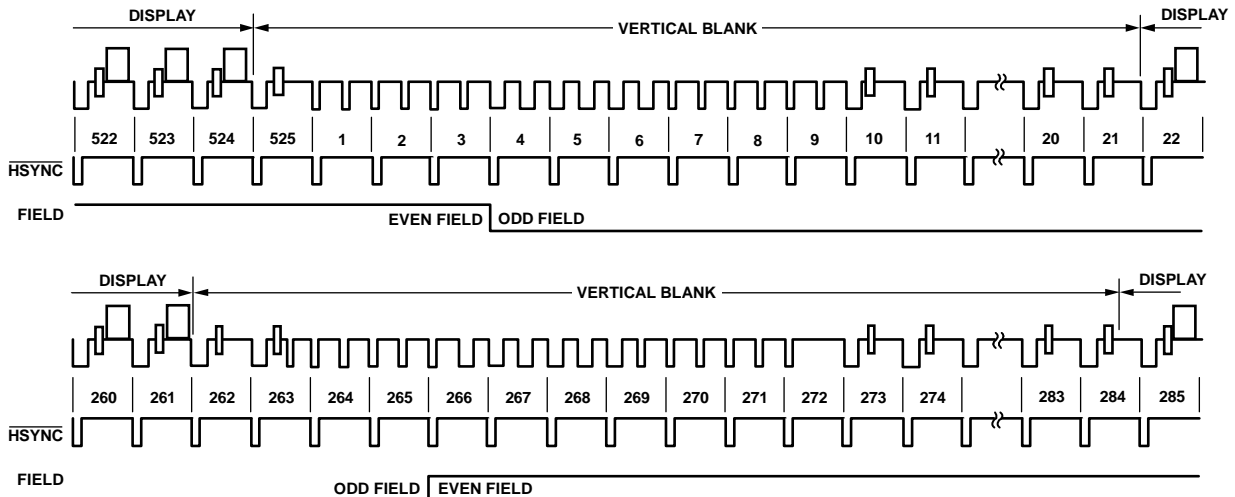 DISPLAY VERTICAL BLANK DISPLAY
522 523 524 525 1 2 3 4 5 6 7 8 9 10 11 20 21 22
HSYNC
FIELD EVEN FIELD ODD FIELD
DISPLAY VERTICAL BLANK DISPLAY
260 261 262 263 264 265 266 267 268 269 270 271 272 273 274 283 284 285
HSYNC
FIELD ODD FIELD EVEN FIELD